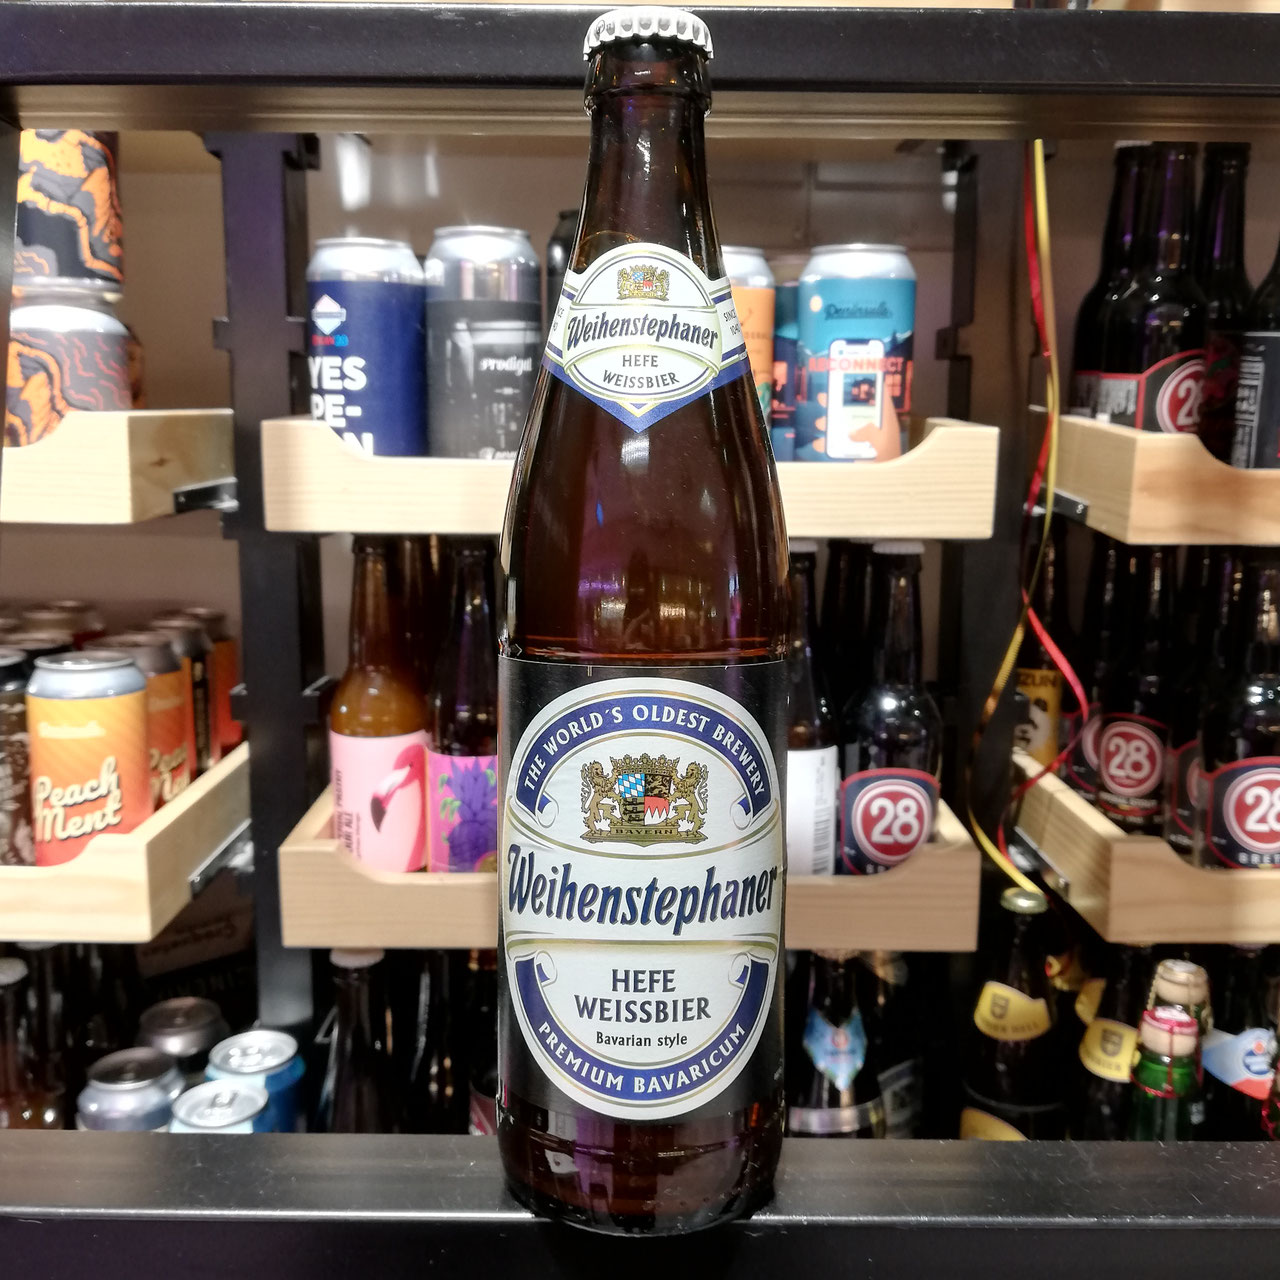 Weihenstephaner
SINCE
1040
HEFE
WEISSBIER
YES
PE-
Prodigal
Península
RECONNECT
THE WORLD'S OLDEST BREWERY
BAYERN
Weihenstephaner
HEFE
WEISSBIER
Bavarian style
PREMIUM BAVARICUM
Peach
Ment
28
28
28